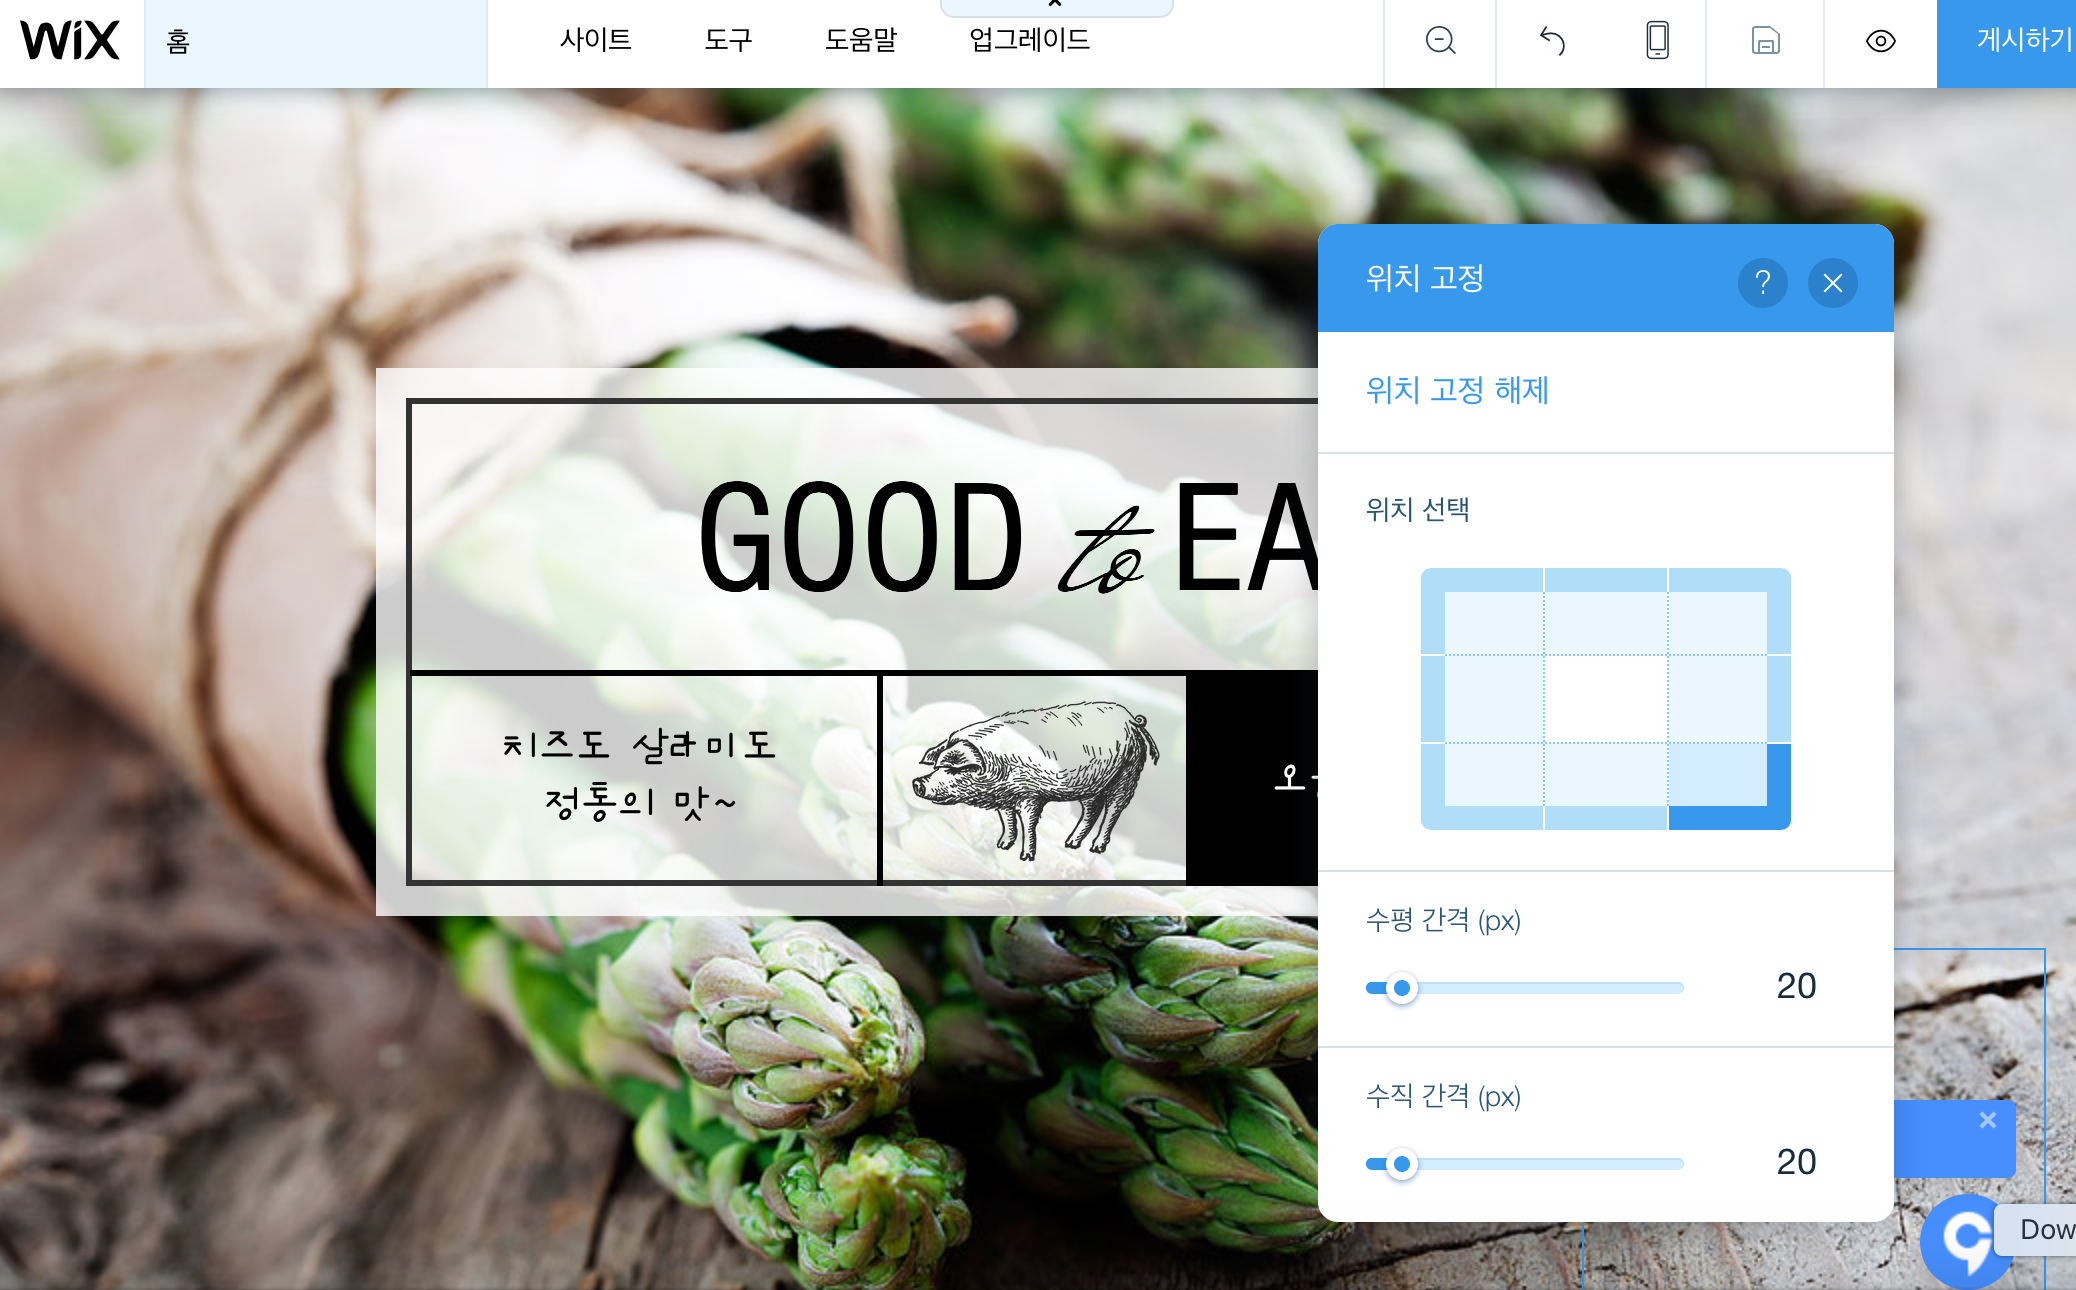 WiX
홈
사이트
도구
도움말
업그레이드
게시하기
위치 고정
?
위치 고정 해제
GOOD to EA
위치 선택
치즈도 살라미도
정통의 맛~
수평 간격 (px)
20
수직 간격 (px)
20